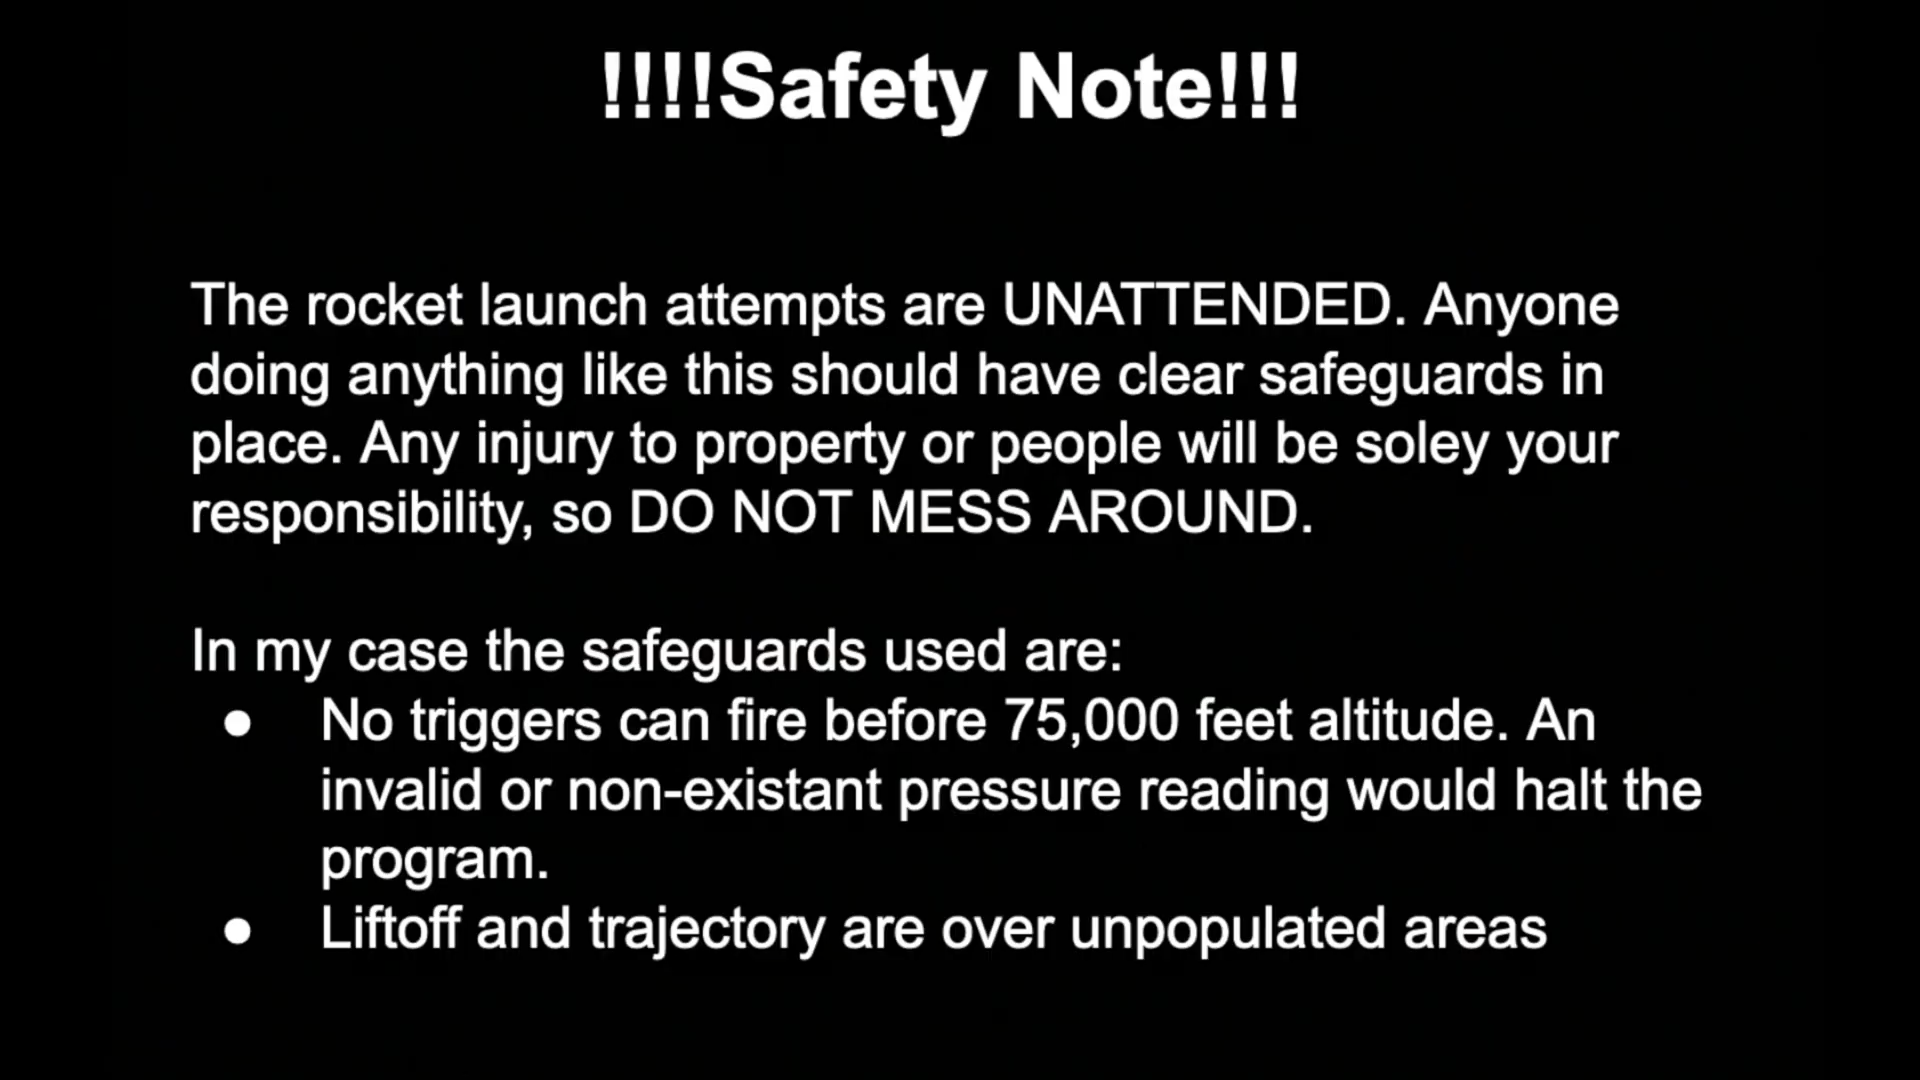 !!!!Safety Note!!!
The rocket launch attempts are UNATTENDED. Anyone
doing anything like this should have clear safeguards in
place. Any injury to property or people will be soley your
responsibility, so DO NOT MESS AROUND.
In my case the safeguards used are:
● No triggers can fire before 75,000 feet altitude. An
invalid or non-existant pressure reading would halt the
program.
● Liftoff and trajectory are over unpopulated areas